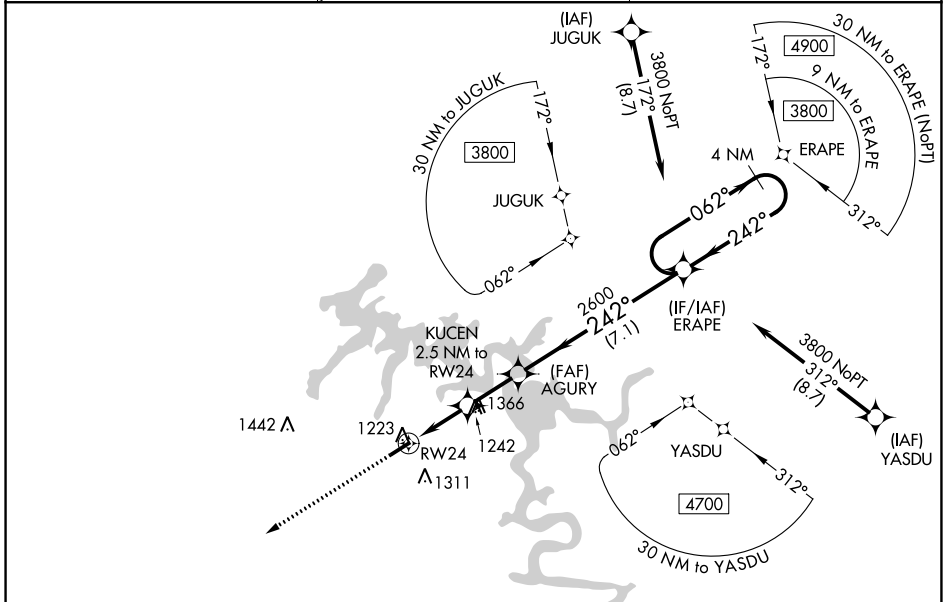 (IAF)
JUGUK
3800 NoPT
172°
(8.7)
30 NM to ERAPE (NoPT)
4900
172°
9 NM to ERAPE
3800
ERAPE
312°
30 NM to JUGUK
172°
3800
JUGUK
062°
4 NM
062°
242°
(IF/IAF)
ERAPE
2600
242°
(7.1)
KUCEN
2.5 NM to
RW24
(FAF)
AGURY
3800 NoPT
312°
(8.7)
(IAF)
YASDU
1366
1442
1223
1242
RW24
1311
062°
YASDU
312°
4700
30 NM to YASDU